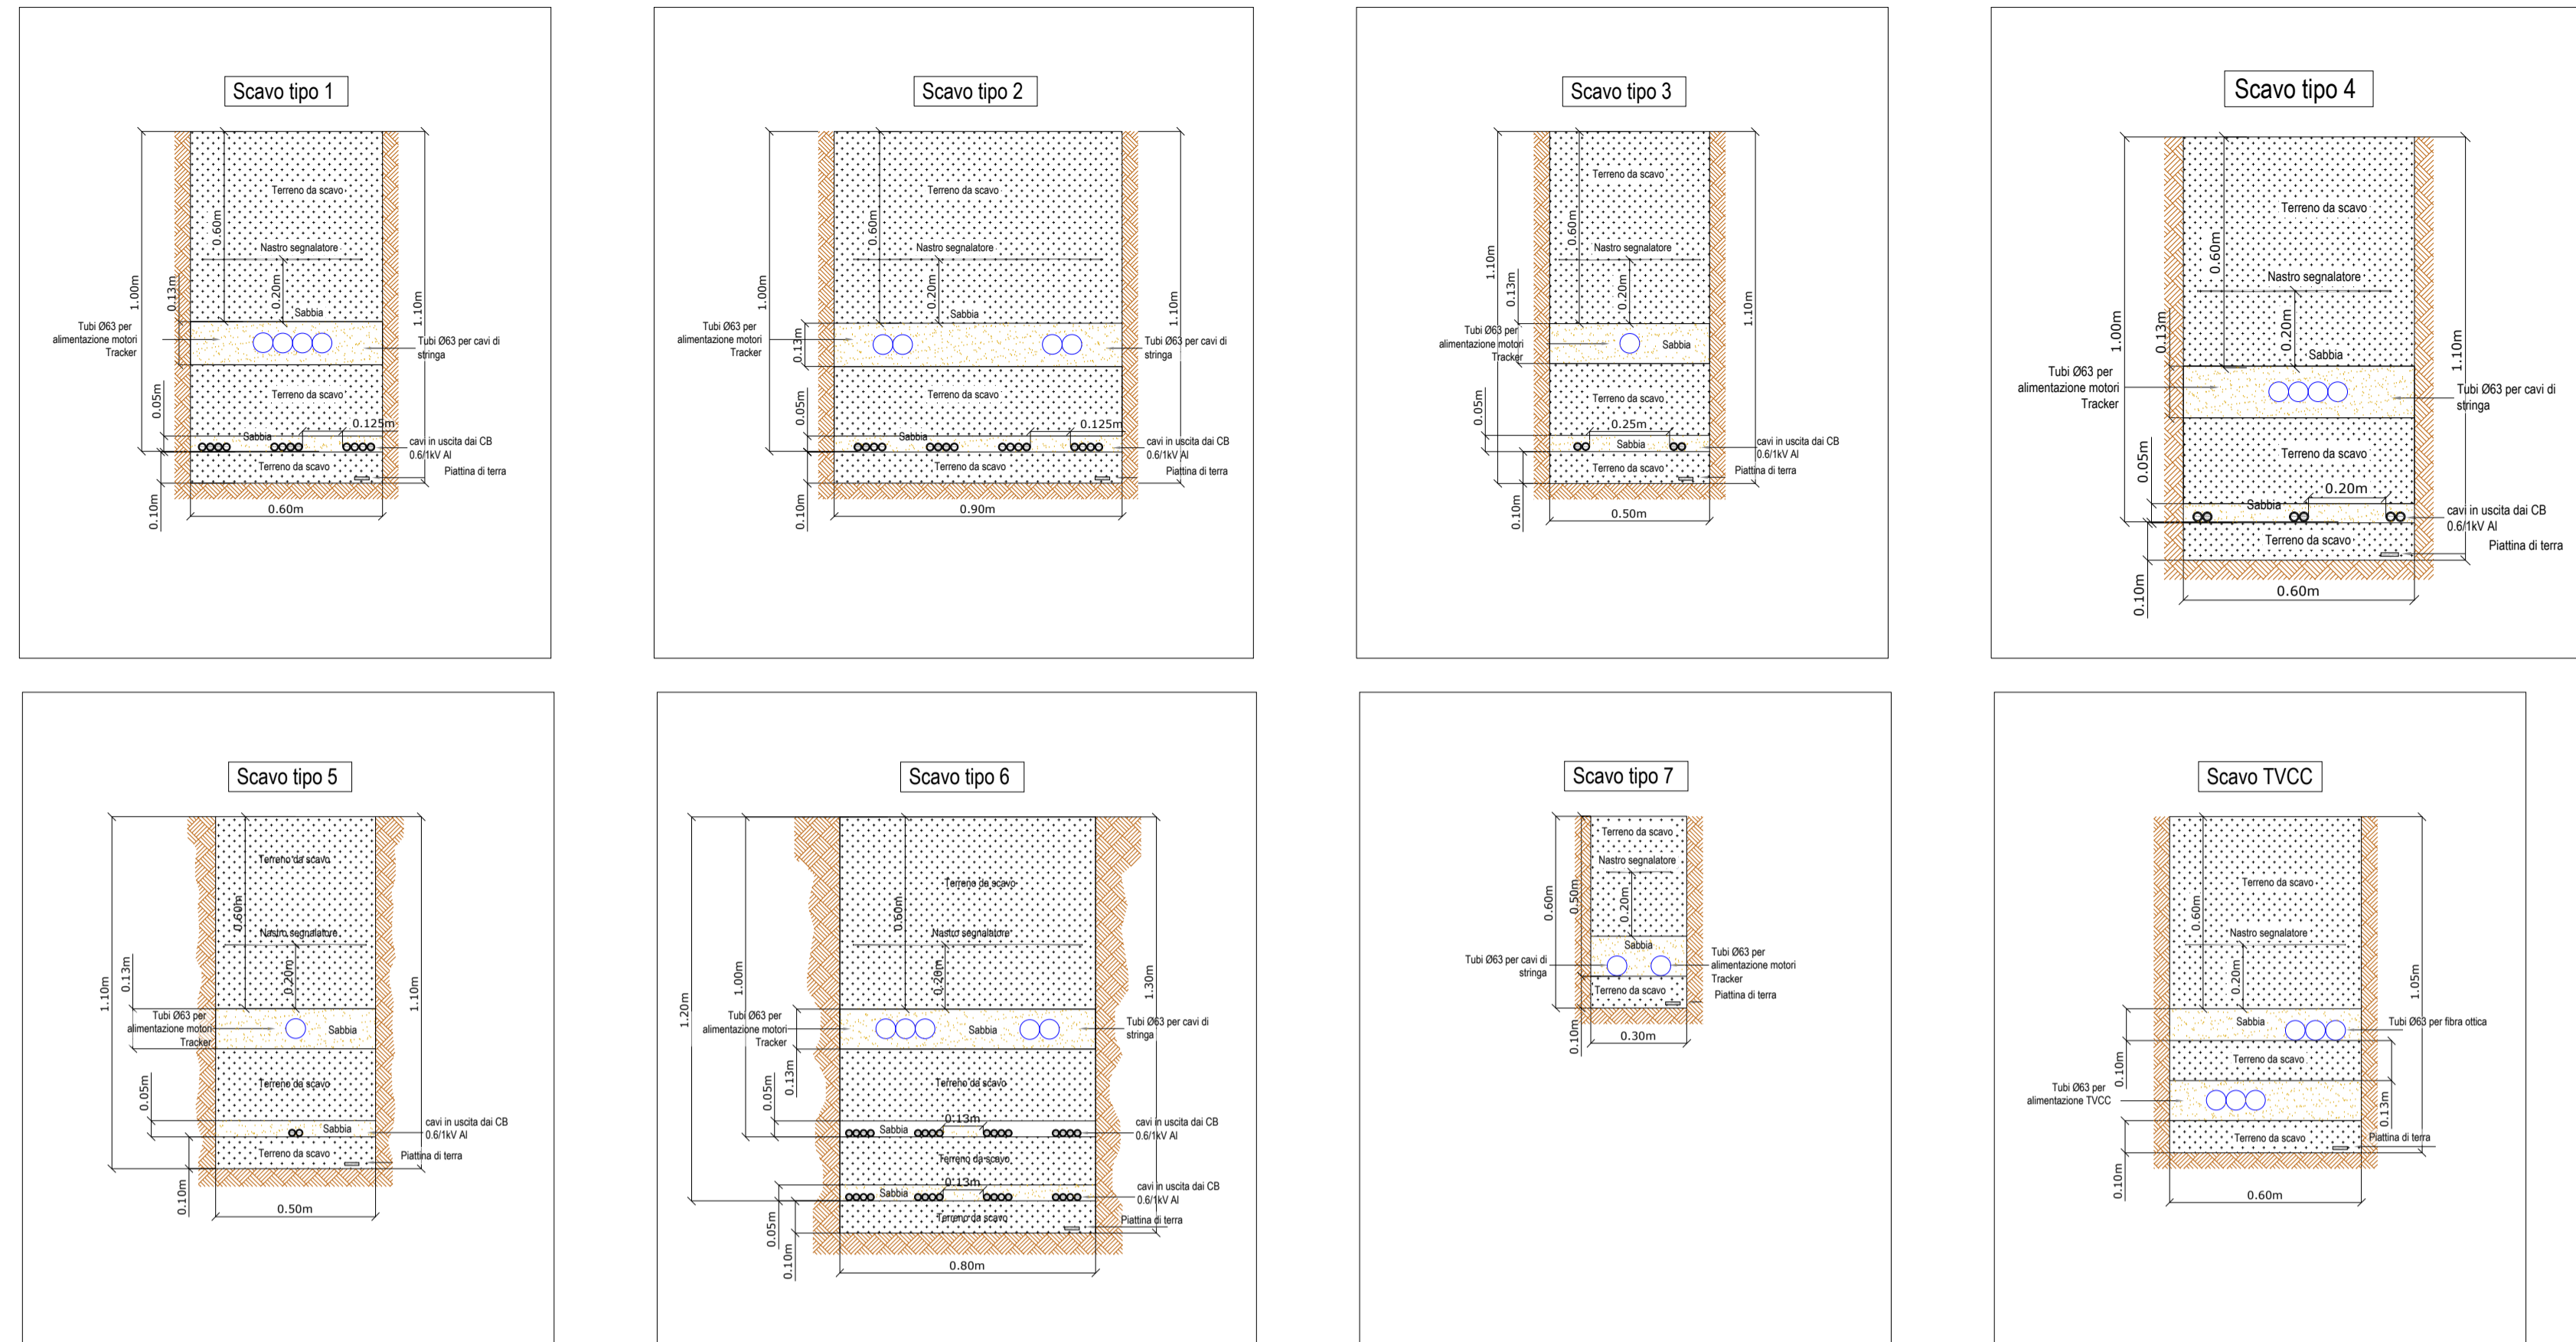 Scavo tipo 1
Terreno da scavo
0.60m
Nastro segnalatore
0.20m
1.00m
0.13m
1.10m
Sabbia
Tubi Ø63 per
alimentazione motori
Tracker
Tubi Ø63 per cavi di
stringa
Terreno da scavo
0.05m
0.125m
Sabbia
cavi in uscita dai CB
0.6/1kV Al
Terreno da scavo
Piattina di terra
0.10m
0.60m
Scavo tipo 2
Terreno da scavo
0.60m
Nastro segnalatore
0.20m
1.00m
1.10m
Sabbia
Tubi Ø63 per
alimentazione motori
Tracker
0.13m
Tubi Ø63 per cavi di
stringa
Terreno da scavo
0.05m
0.125m
Sabbia
cavi in uscita dai CB
0.6/1kV Al
Terreno da scavo
Piattina di terra
0.10m
0.90m
Scavo tipo 3
Terreno da scavo
0.60m
Nastro segnalatore
1.10m
0.13m
0.20m
1.10m
Tubi Ø63 per
alimentazione motori
Tracker
Sabbia
Terreno da scavo
0.05m
0.25m
Sabbia
cavi in uscita dai CB
0.6/1kV Al
Terreno da scavo
Piattina di terra
0.10m
0.50m
Scavo tipo 4
Terreno da scavo
0.60m
Nastro segnalatore
0.20m
1.00m
0.13m
1.10m
Sabbia
Tubi Ø63 per
alimentazione motori
Tracker
Tubi Ø63 per cavi di
stringa
Terreno da scavo
0.05m
0.20m
Sabbia
cavi in uscita dai CB
0.6/1kV Al
Terreno da scavo
Piattina di terra
0.10m
0.60m
Scavo tipo 5
Terreno da scavo
0.60m
Nastro segnalatore
0.20m
1.10m
0.13m
1.10m
Tubi Ø63 per
alimentazione motori
Tracker
Sabbia
Terreno da scavo
0.05m
cavi in uscita dai CB
0.6/1kV Al
Sabbia
Terreno da scavo
Piattina di terra
0.10m
0.50m
Scavo tipo 6
Terreno da scavo
0.60m
Nastro segnalatore
0.20m
1.20m
1.00m
1.30m
Tubi Ø63 per
alimentazione motori
Tracker
Sabbia
Tubi Ø63 per cavi di
stringa
0.13m
Terreno da scavo
0.05m
0.13m
Sabbia
cavi in uscita dai CB
0.6/1kV Al
Terreno da scavo
0.13m
Sabbia
cavi in uscita dai CB
0.6/1kV Al
0.05m
Terreno da scavo
Piattina di terra
0.10m
0.80m
Scavo tipo 7
Terreno da scavo
Nastro segnalatore
0.60m
0.50m
0.20m
Sabbia
Tubi Ø63 per cavi di
stringa
Tubi Ø63 per
alimentazione motori
Tracker
Terreno da scavo
Piattina di terra
0.10m
0.30m
Scavo TVCC
Terreno da scavo
0.60m
Nastro segnalatore
0.20m
1.05m
Sabbia
Tubi Ø63 per fibra ottica
Terreno da scavo
0.10m
Tubi Ø63 per
alimentazione TVCC
0.13m
Terreno da scavo
Piattina di terra
0.10m
0.60m